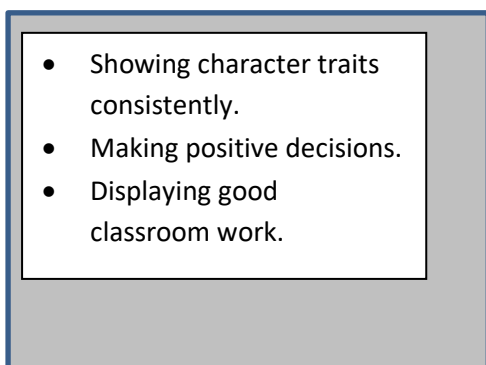 • Showing character traits
consistently.
• Making positive decisions.
• Displaying good
classroom work.